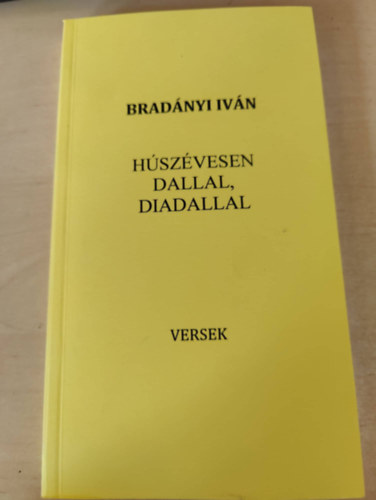 BRADÁNYI IVÁN
HÚSZÉVESEN
DALLAL,
DIADALLAL
VERSEK